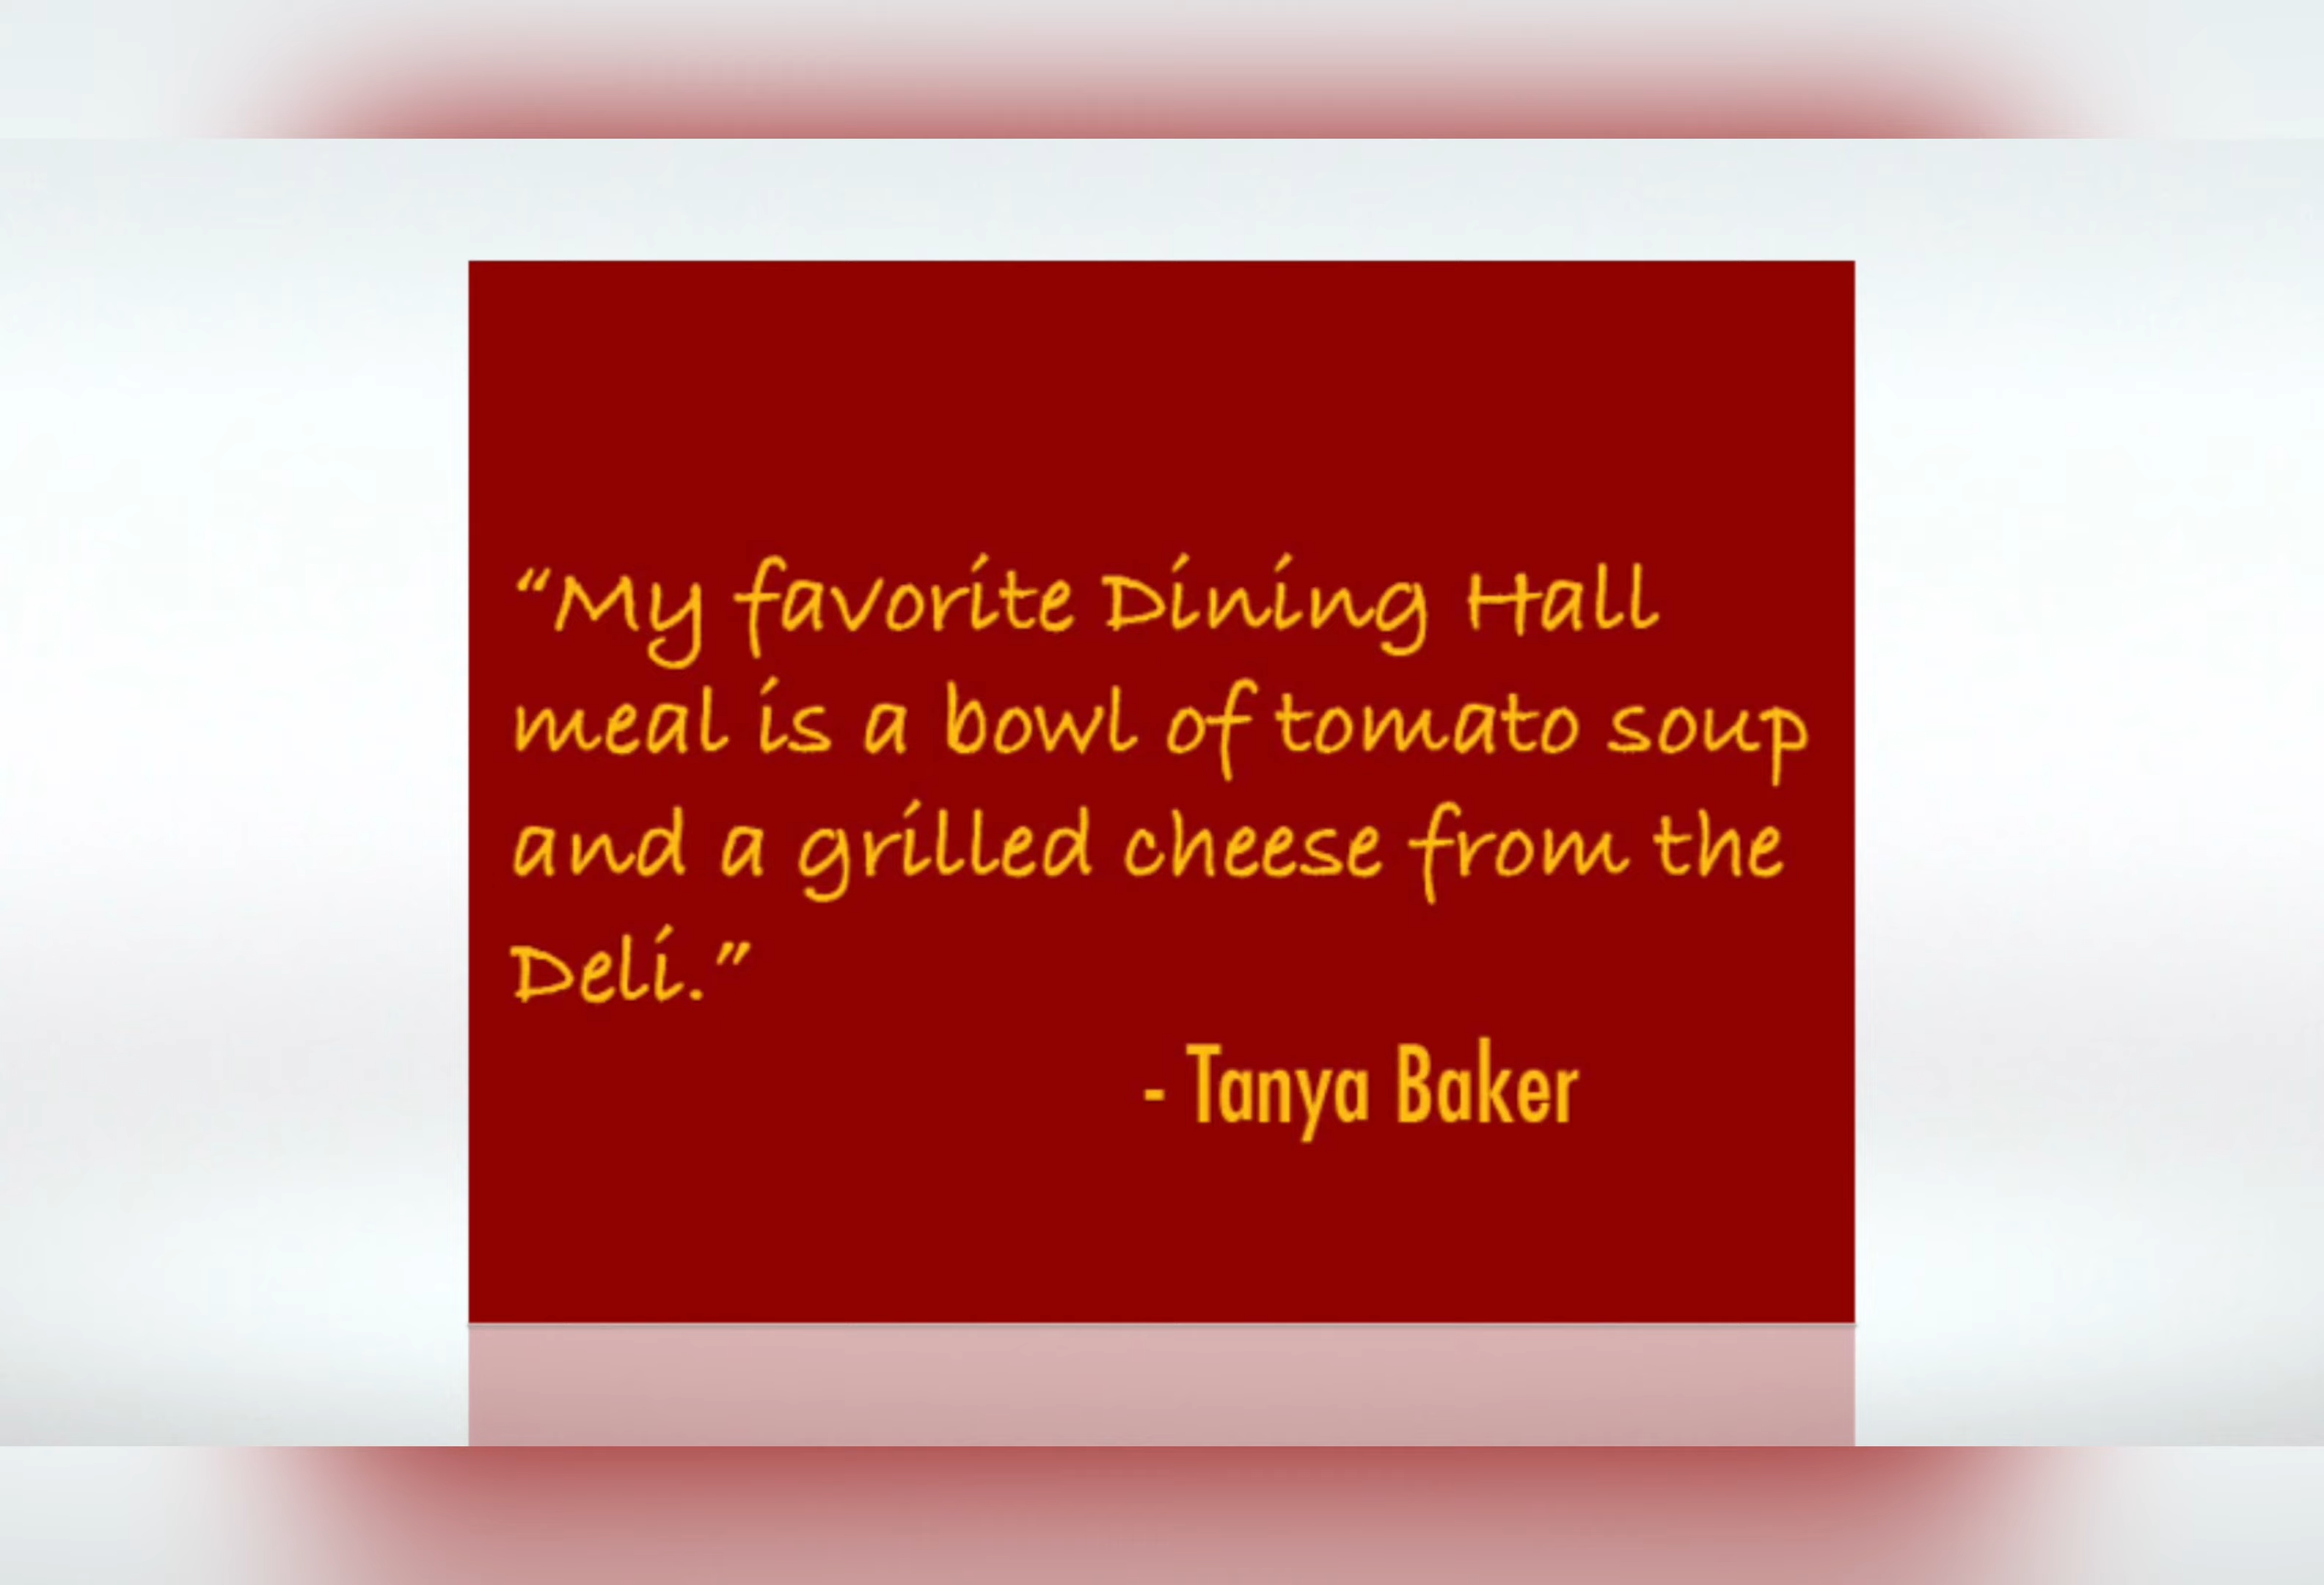 “My favorite Dining Hall
meal is a bowl of tomato soup
and a grilled cheese from the
Deli.”
- Tanya Baker